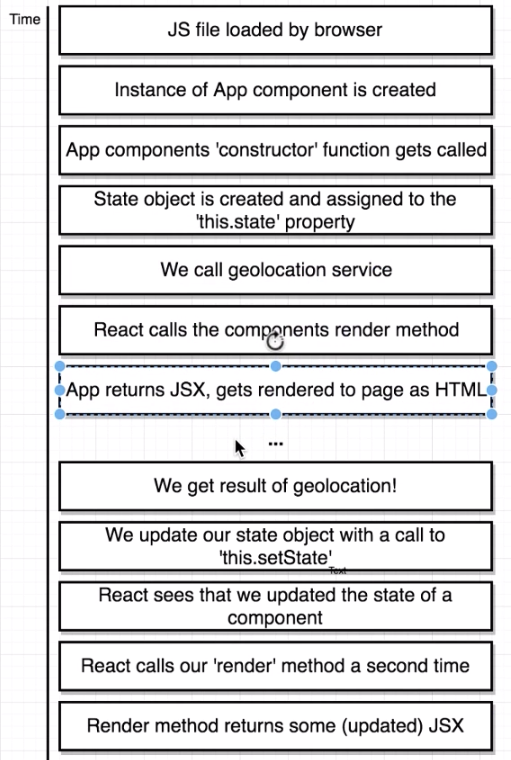 Time
JS file loaded by browser
Instance of App component is created
App components 'constructor' function gets called
State object is created and assigned to the
'this.state' property
We call geolocation service
React calls the components render method
App returns JSX, gets rendered to page as HTML
...
We get result of geolocation!
We update our state object with a call to
'this.setState'
Text
React sees that we updated the state of a
component
React calls our 'render' method a second time
Render method returns some (updated) JSX